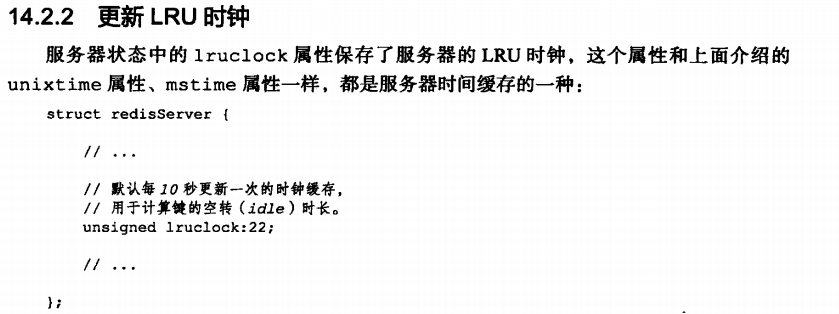 14.2.2 更新 LRU 时钟
服务器状态中的 lruclock 属性保存了服务器的 LRU 时钟，这个属性和上面介绍的
unixtime 属性、mstime 属性一样，都是服务器时间缓存的一种：
struct redisServer {
// ...
// 默认每10秒更新一次的时钟缓存，
// 用于计算键的空转（idle）时长。
unsigned lruclock:22;
// ...
};